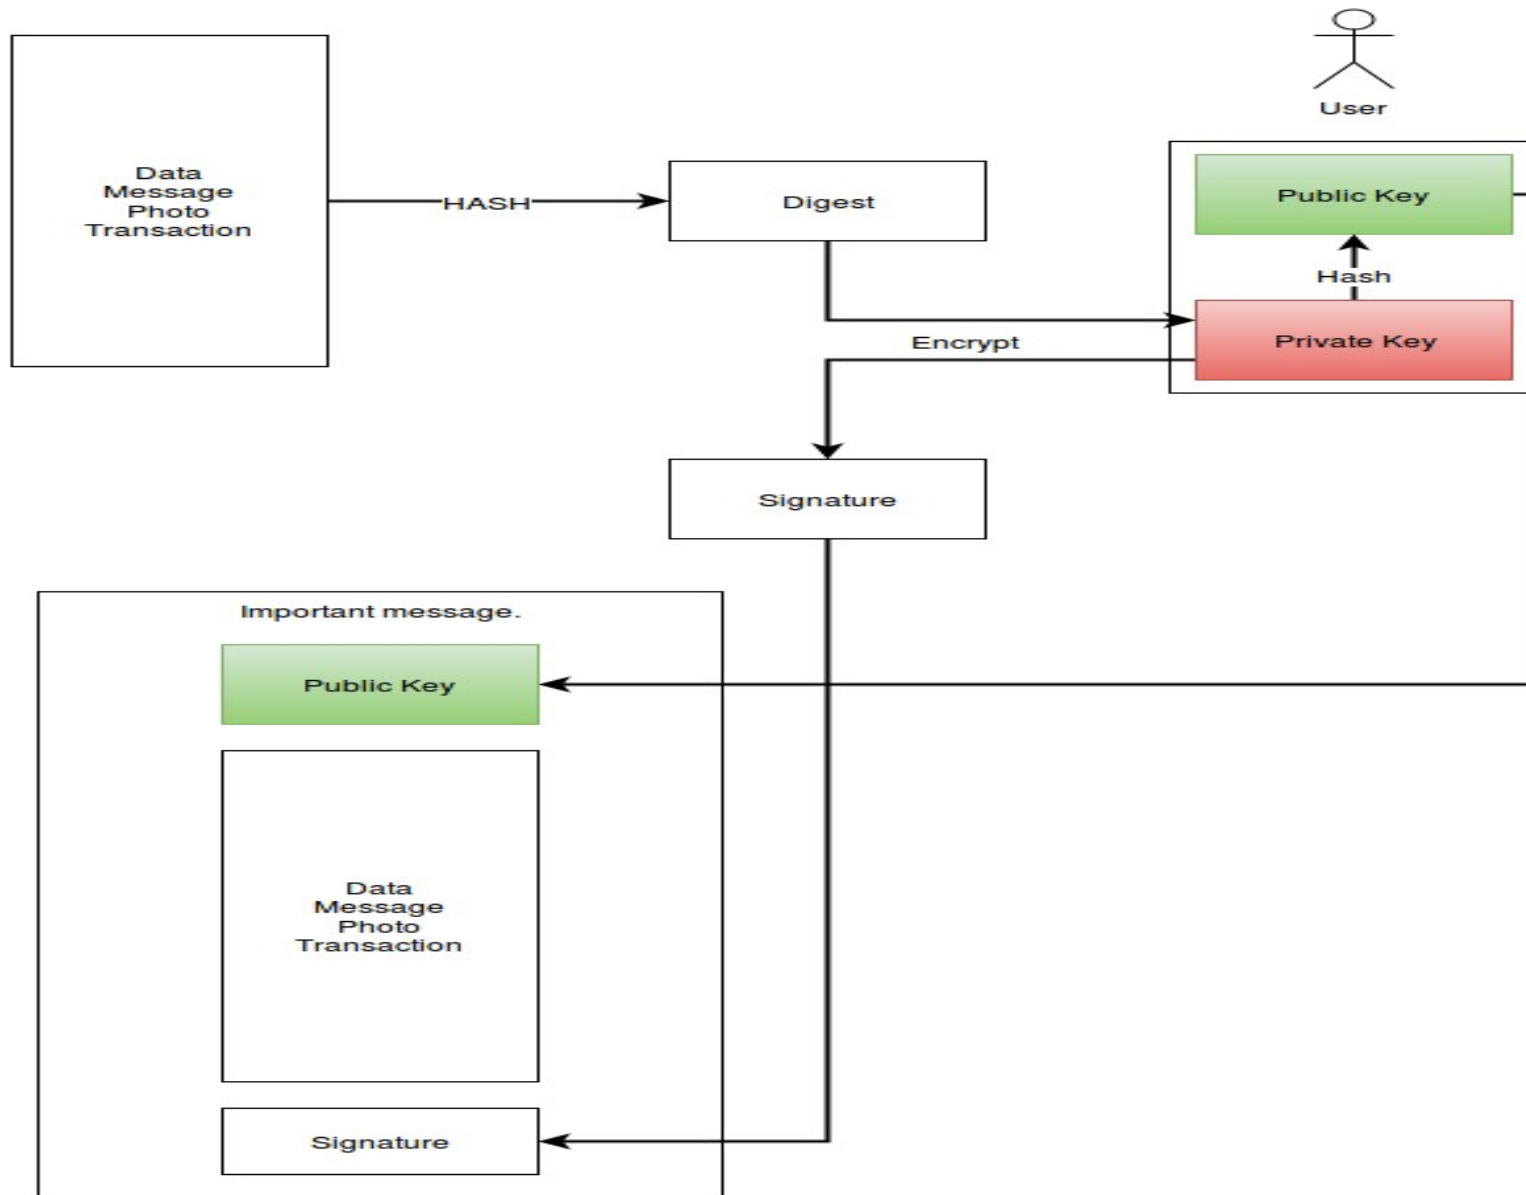 User
Data
Message
Photo
Transaction
HASH
Digest
Public Key
Hash
Private Key
Encrypt
Signature
Important message.
Public Key
Data
Message
Photo
Transaction
Signature